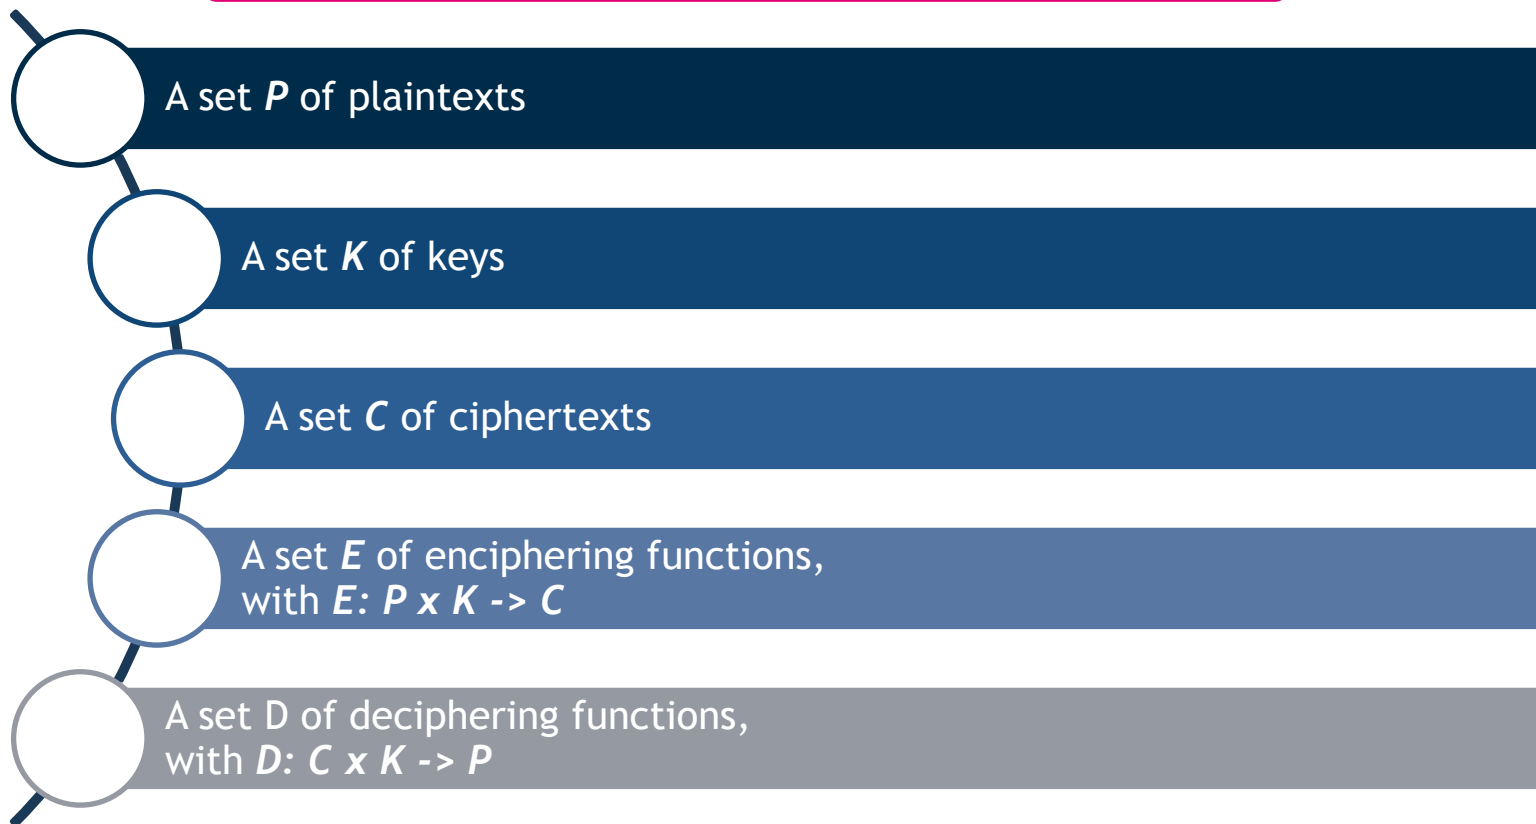 A set P of plaintexts
A set K of keys
A set C of ciphertexts
A set E of enciphering functions,
with E: P x K -> C
A set D of deciphering functions,
with D: C x K -> P